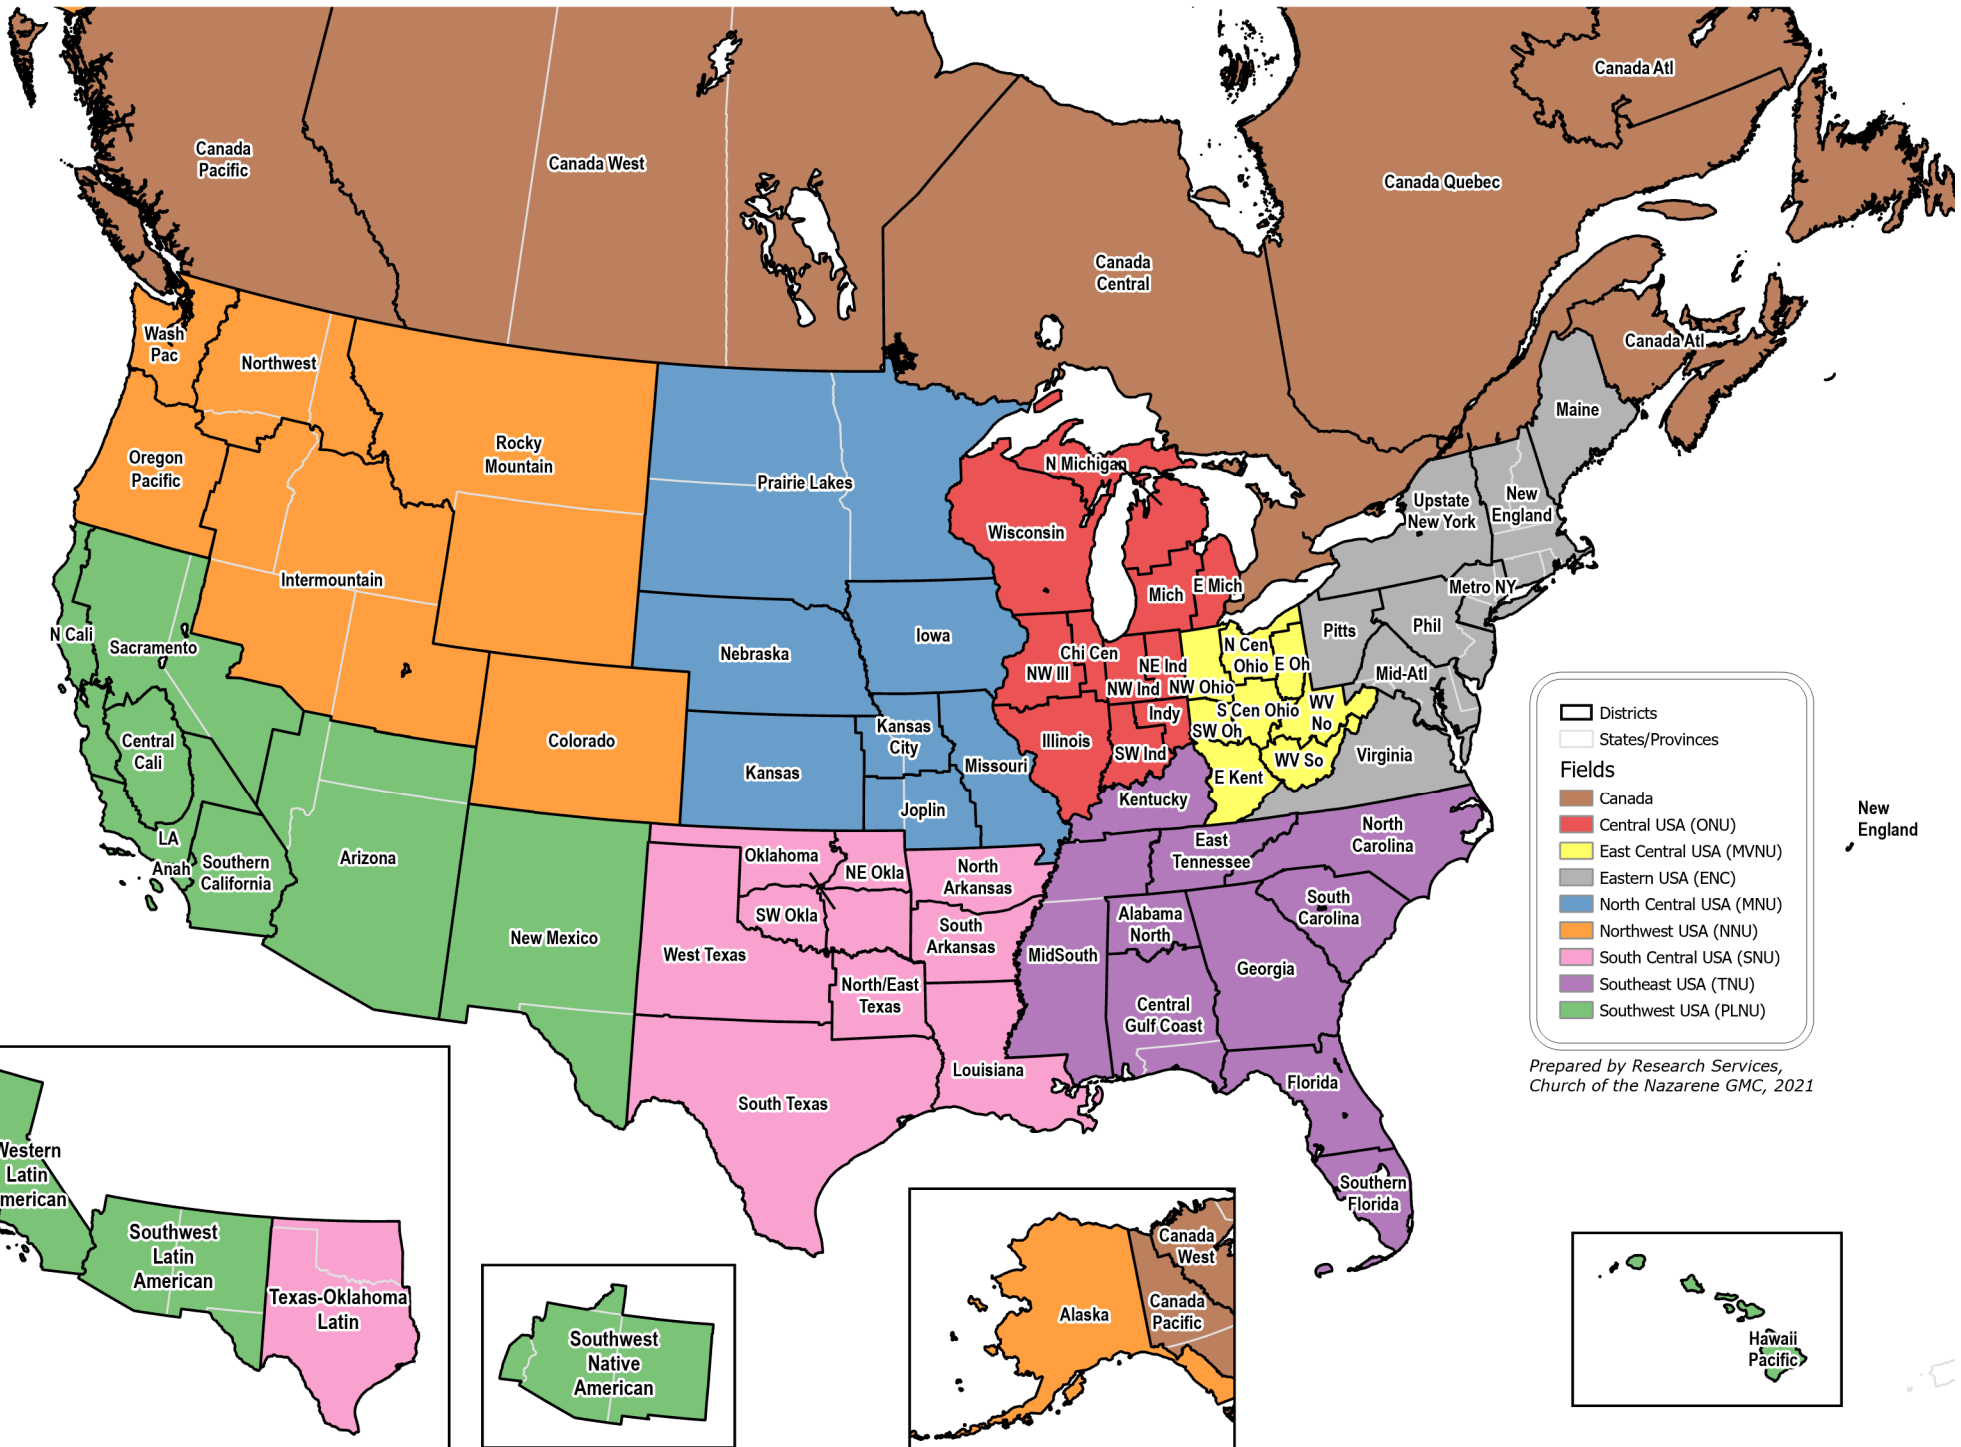 Canada Atl
Canada
Pacific
Canada West
Canada Quebec
Canada
Central
Wash
Pac
Northwest
Canada Atl
Maine
Rocky
Mountain
Oregon
Pacific
N Michigan
Prairie Lakes
Upstate
New York
New
England
Wisconsin
Intermountain
Mich
E Mich
Metro NY
N Cali
Sacramento
Iowa
Nebraska
Chi Cen
NW Ill
NE Ind
NW Ind
NW Ohio
N Cen
Ohio
E Oh
Pitts
Phil
Mid-Atl
Central
Cali
Colorado
Kansas
City
Kansas
Missouri
Illinois
Indy
SW Ind
S Cen Ohio
SW Oh
WV
No
WV So
E Kent
Virginia
Kentucky
Joplin
LA
Anah
Southern
California
Arizona
New Mexico
Oklahoma
NE Okla
SW Okla
West Texas
North
Arkansas
South
Arkansas
North/East
Texas
East
Tennessee
North
Carolina
South
Carolina
Alabama
North
MidSouth
Georgia
Central
Gulf Coast
Louisiana
South Texas
Florida
Southern
Florida
Districts
States/Provinces
Fields
Canada
Central USA (ONU)
East Central USA (MVNU)
Eastern USA (ENC)
North Central USA (MNU)
Northwest USA (NNU)
South Central USA (SNU)
Southeast USA (TNU)
Southwest USA (PLNU)
Prepared by Research Services,
Church of the Nazarene GMC, 2021
New
England
Western
Latin
merican
Southwest
Latin
American
Texas-Oklahoma
Latin
Southwest
Native
American
Alaska
Canada
West
Canada
Pacific
Hawaii
Pacific